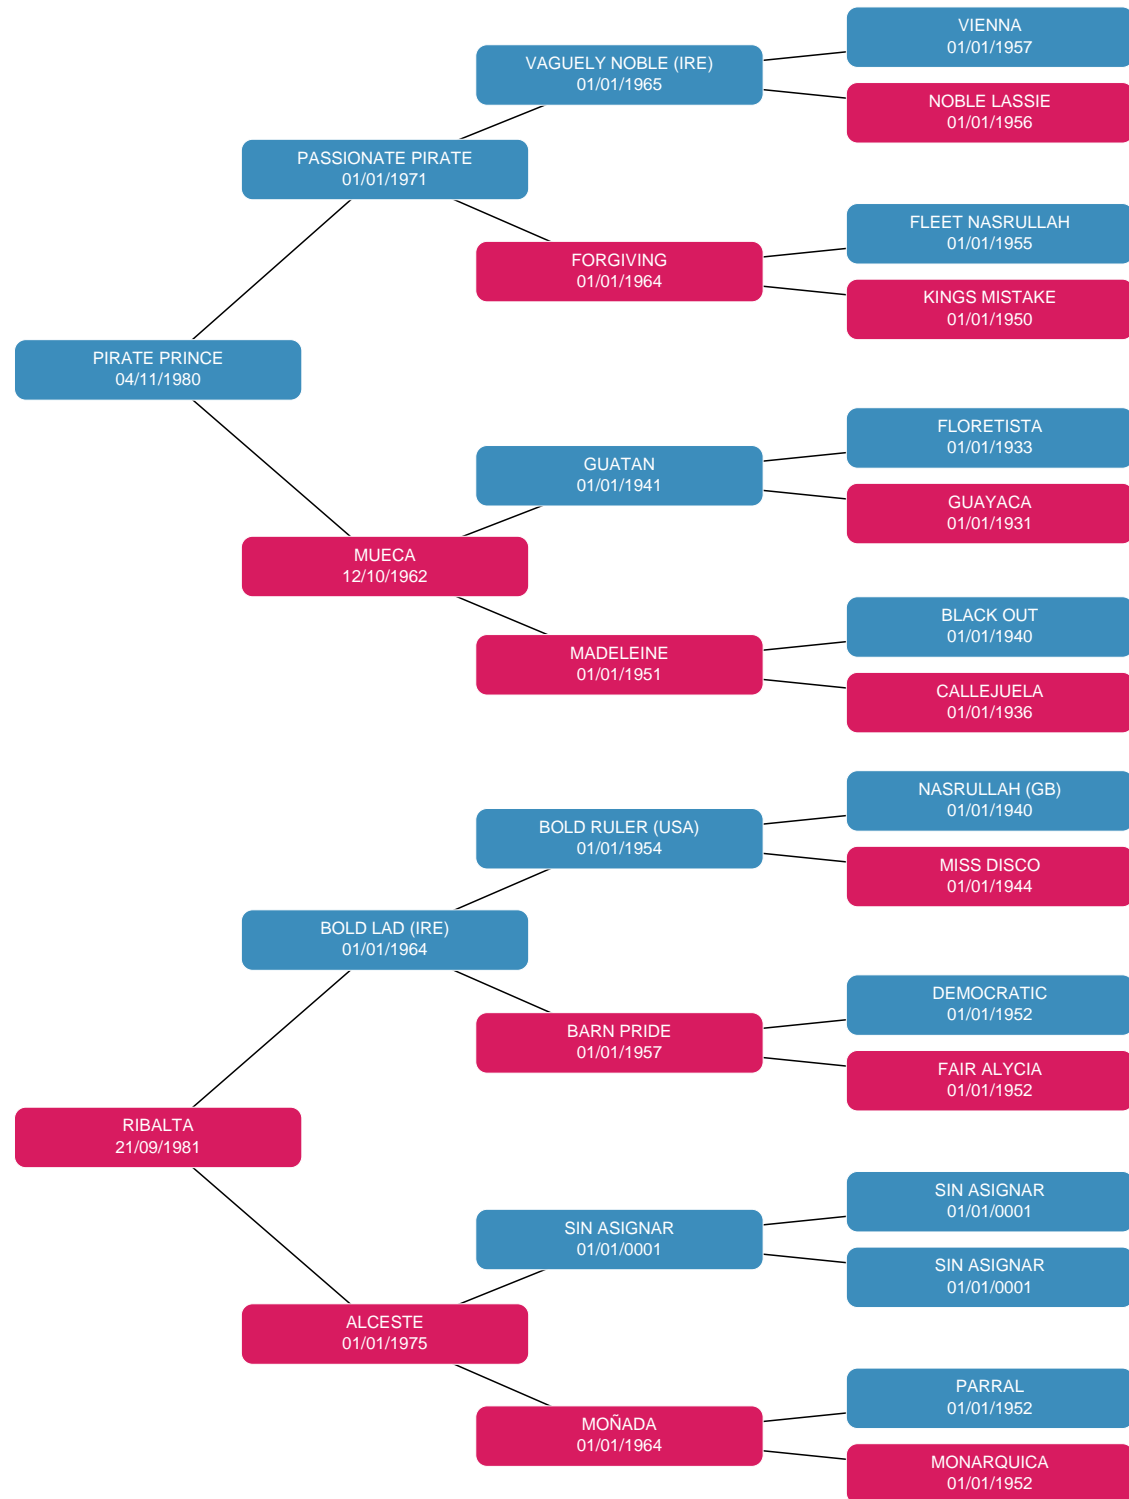 VIENNA
01/01/1957
VAGUELY NOBLE (IRE)
01/01/1965
NOBLE LASSIE
01/01/1956
PASSIONATE PIRATE
01/01/1971
FLEET NASRULLAH
01/01/1955
FORGIVING
01/01/1964
KINGS MISTAKE
01/01/1950
PIRATE PRINCE
04/11/1980
FLORETISTA
01/01/1933
GUATAN
01/01/1941
GUAYACA
01/01/1931
MUECA
12/10/1962
BLACK OUT
01/01/1940
MADELEINE
01/01/1951
CALLEJUELA
01/01/1936
NASRULLAH (GB)
01/01/1940
BOLD RULER (USA)
01/01/1954
MISS DISCO
01/01/1944
BOLD LAD (IRE)
01/01/1964
DEMOCRATIC
01/01/1952
BARN PRIDE
01/01/1957
FAIR ALYCIA
01/01/1952
RIBALTA
21/09/1981
SIN ASIGNAR
01/01/0001
SIN ASIGNAR
01/01/0001
SIN ASIGNAR
01/01/0001
ALCESTE
01/01/1975
PARRAL
01/01/1952
MOÑADA
01/01/1964
MONARQUICA
01/01/1952